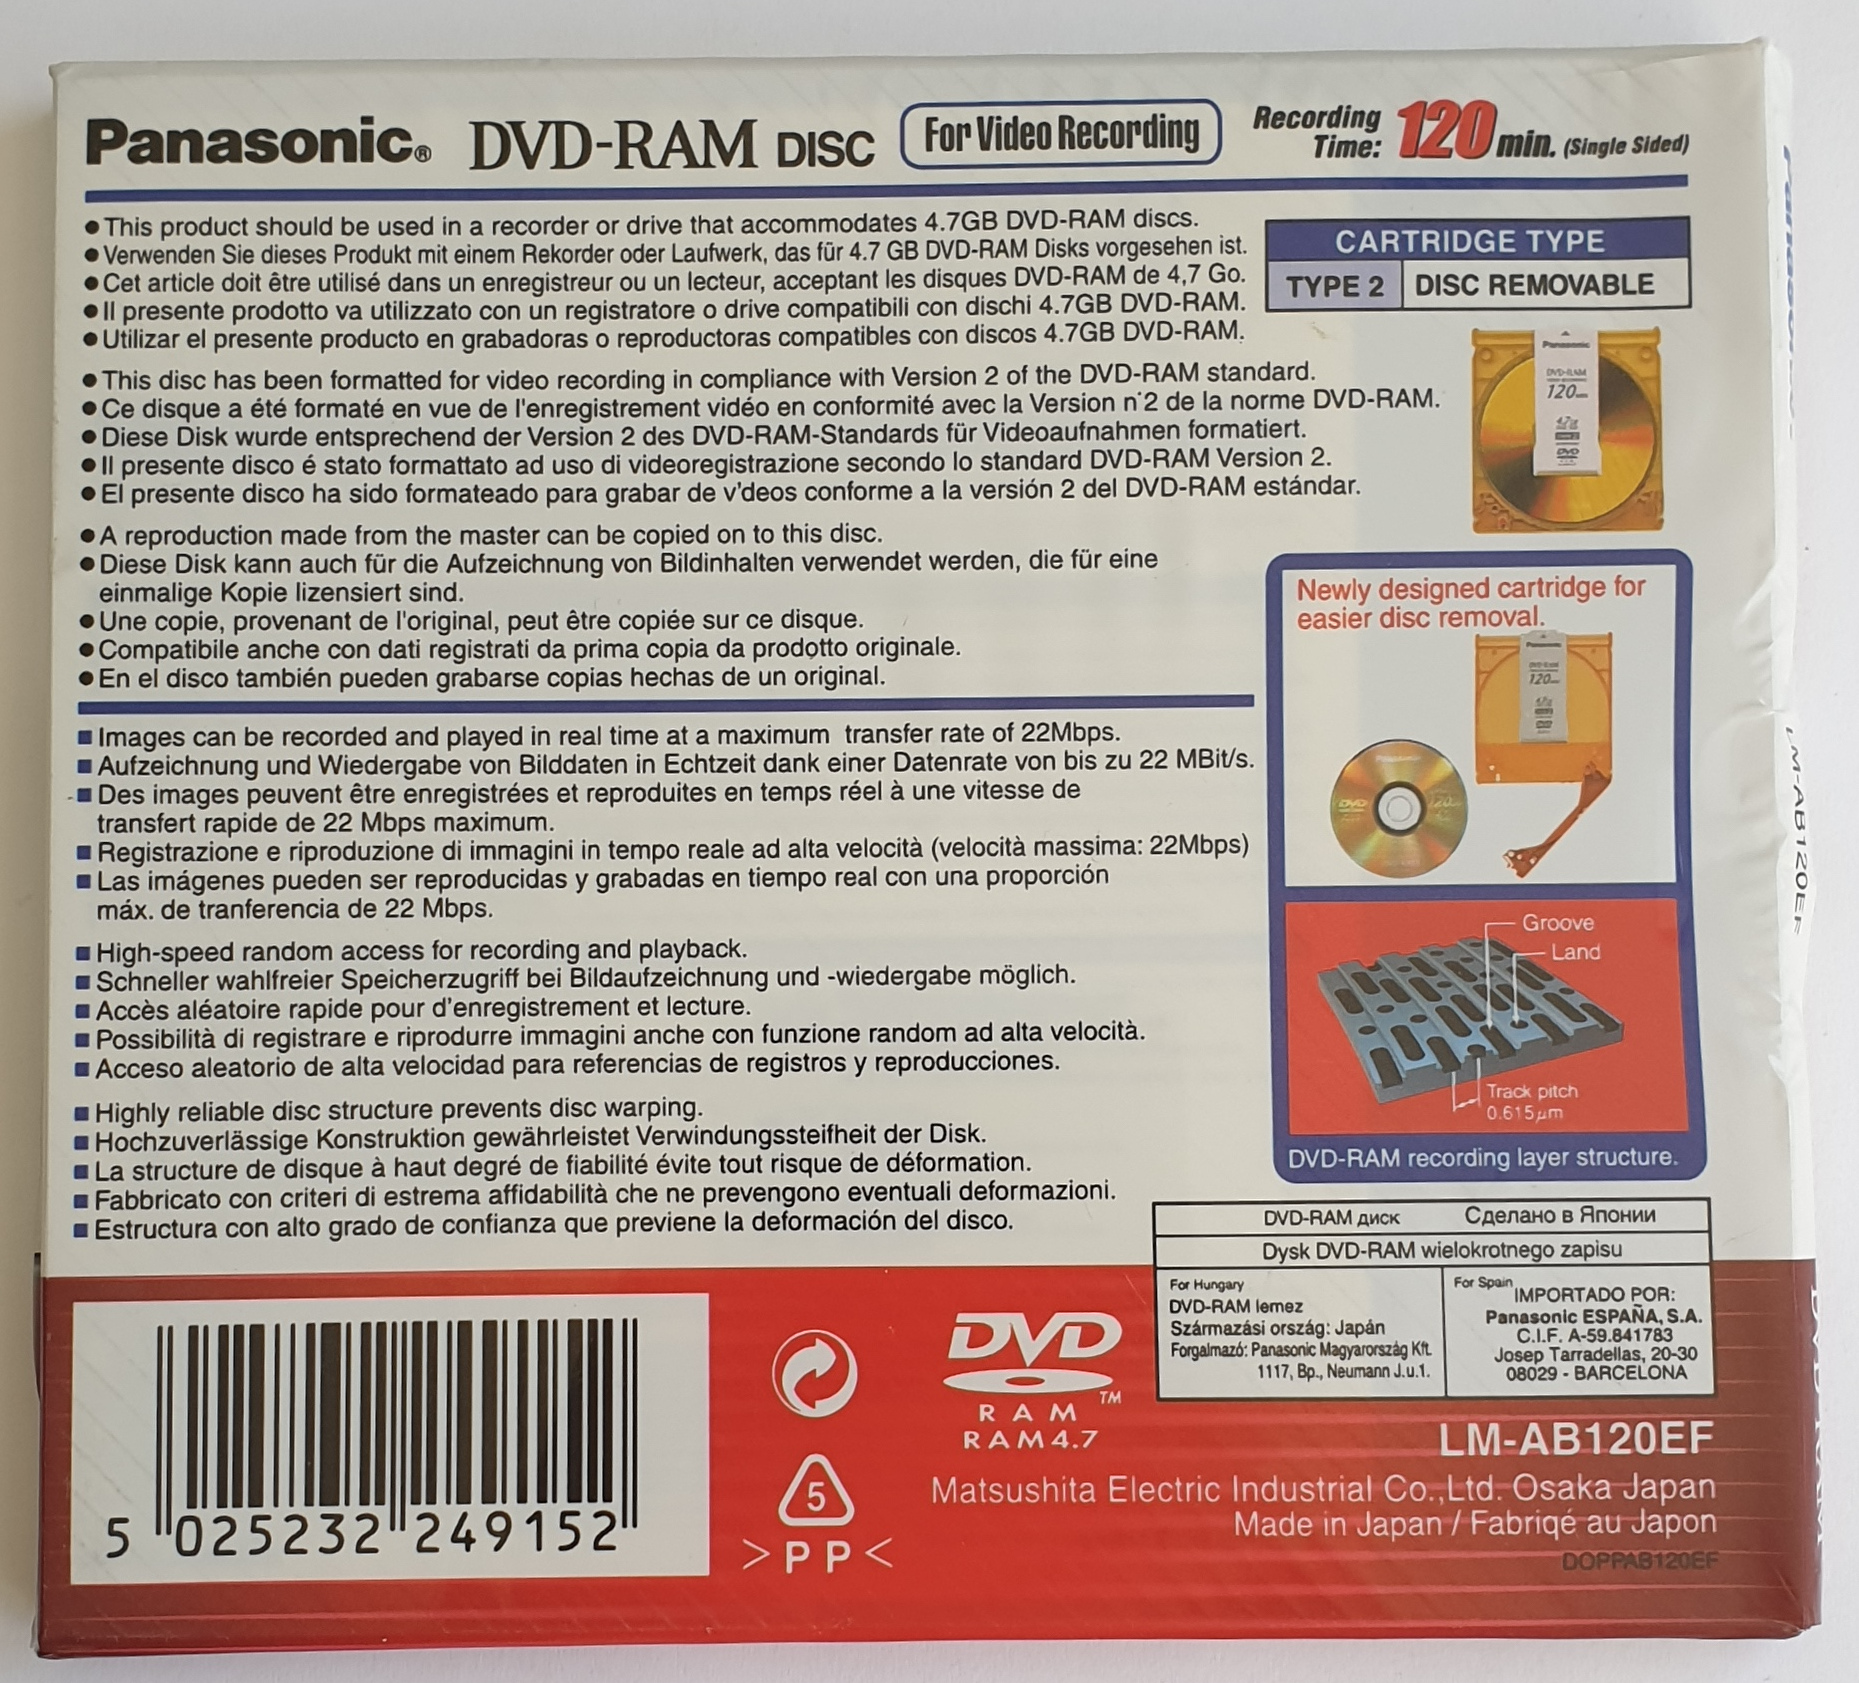 Panasonic® DVD-RAM DISC For Video Recording Recording Time: 120 min. (Single Sided)
●This product should be used in a recorder or drive that accommodates 4.7GB DVD-RAM discs.
●Verwenden Sie dieses Produkt mit einem Rekorder oder Laufwerk, das für 4.7 GB DVD-RAM Disks vorgesehen ist.
●Cet article doit être utilisé dans un enregistreur ou un lecteur, acceptant les disques DVD-RAM de 4,7 Go.
●Il presente prodotto va utilizzato con un registratore o drive compatibili con dischi 4.7GB DVD-RAM.
●Utilizar el presente producto en grabadoras o reproductoras compatibles con discos 4.7GB DVD-RAM.
●This disc has been formatted for video recording in compliance with Version 2 of the DVD-RAM standard.
●Ce disque a été formaté en vue de l'enregistrement vidéo en conformité avec la Version n°2 de la norme DVD-RAM.
●Diese Disk wurde entsprechend der Version 2 des DVD-RAM-Standards für Videoaufnahmen formatiert.
●Il presente disco é stato formattato ad uso di videoregistrazione secondo lo standard DVD-RAM Version 2.
●El presente disco ha sido formateado para grabar de v'deos conforme a la versión 2 del DVD-RAM estándar.
●A reproduction made from the master can be copied on to this disc.
●Diese Disk kann auch für die Aufzeichnung von Bildinhalten verwendet werden, die für eine
einmalige Kopie lizensiert sind.
●Une copie, provenant de l'original, peut être copiée sur ce disque.
●Compatibile anche con dati registrati da prima copia da prodotto originale.
●En el disco también pueden grabarse copias hechas de un original.
■Images can be recorded and played in real time at a maximum transfer rate of 22Mbps.
■Aufzeichnung und Wiedergabe von Bilddaten in Echtzeit dank einer Datenrate von bis zu 22 MBit/s.
■Des images peuvent être enregistrées et reproduites en temps réel à une vitesse de
transfert rapide de 22 Mbps maximum.
■Registrazione e riproduzione di immagini in tempo reale ad alta velocità (velocità massima: 22Mbps)
■Las imágenes pueden ser reproducidas y grabadas en tiempo real con una proporción
máx. de tranferencia de 22 Mbps.
■High-speed random access for recording and playback.
■Schneller wahlfreier Speicherzugriff bei Bildaufzeichnung und -wiedergabe möglich.
■Accès aléatoire rapide pour d'enregistrement et lecture.
■Possibilità di registrare e riprodurre immagini anche con funzione random ad alta velocità.
■Acceso aleatorio de alta velocidad para referencias de registros y reproducciones.
■Highly reliable disc structure prevents disc warping.
■Hochzuverlässige Konstruktion gewährleistet Verwindungssteifheit der Disk.
■La structure de disque à haut degré de fiabilité évite tout risque de déformation.
■Fabbricato con criteri di estrema affidabilità che ne prevengono eventuali deformazioni.
■Estructura con alto grado de confianza que previene la deformación del disco.
CARTRIDGE TYPE
TYPE 2 DISC REMOVABLE
Panasonic
DVD-RAM
120
DVD
Newly designed cartridge for
easier disc removal.
Panasonic
120
DVD
Groove
Land
Track pitch
0.615µm
DVD-RAM recording layer structure.
DVD-RAM диск Сделано в Японии
Dysk DVD-RAM wielokrotnego zapisu
For Hungary
DVD-RAM lemez
Származási ország: Japán
Forgalmazó: Panasonic Magyarország Kft.
1117, Bp., Neumann J.u.1.
For Spain
IMPORTADO POR:
Panasonic ESPAÑA, S.A.
C.I.F. A-59.841783
Josep Tarradellas, 20-30
08029 - BARCELONA
5 025232 249152
5
>PP<
DVD
TM
RAM
RAM4.7
LM-AB120EF
Matsushita Electric Industrial Co.,Ltd. Osaka Japan
Made in Japan / Fabriqé au Japon
DOPPAB120EF
Panasonic
LM-AB120EF
DVD-RAM